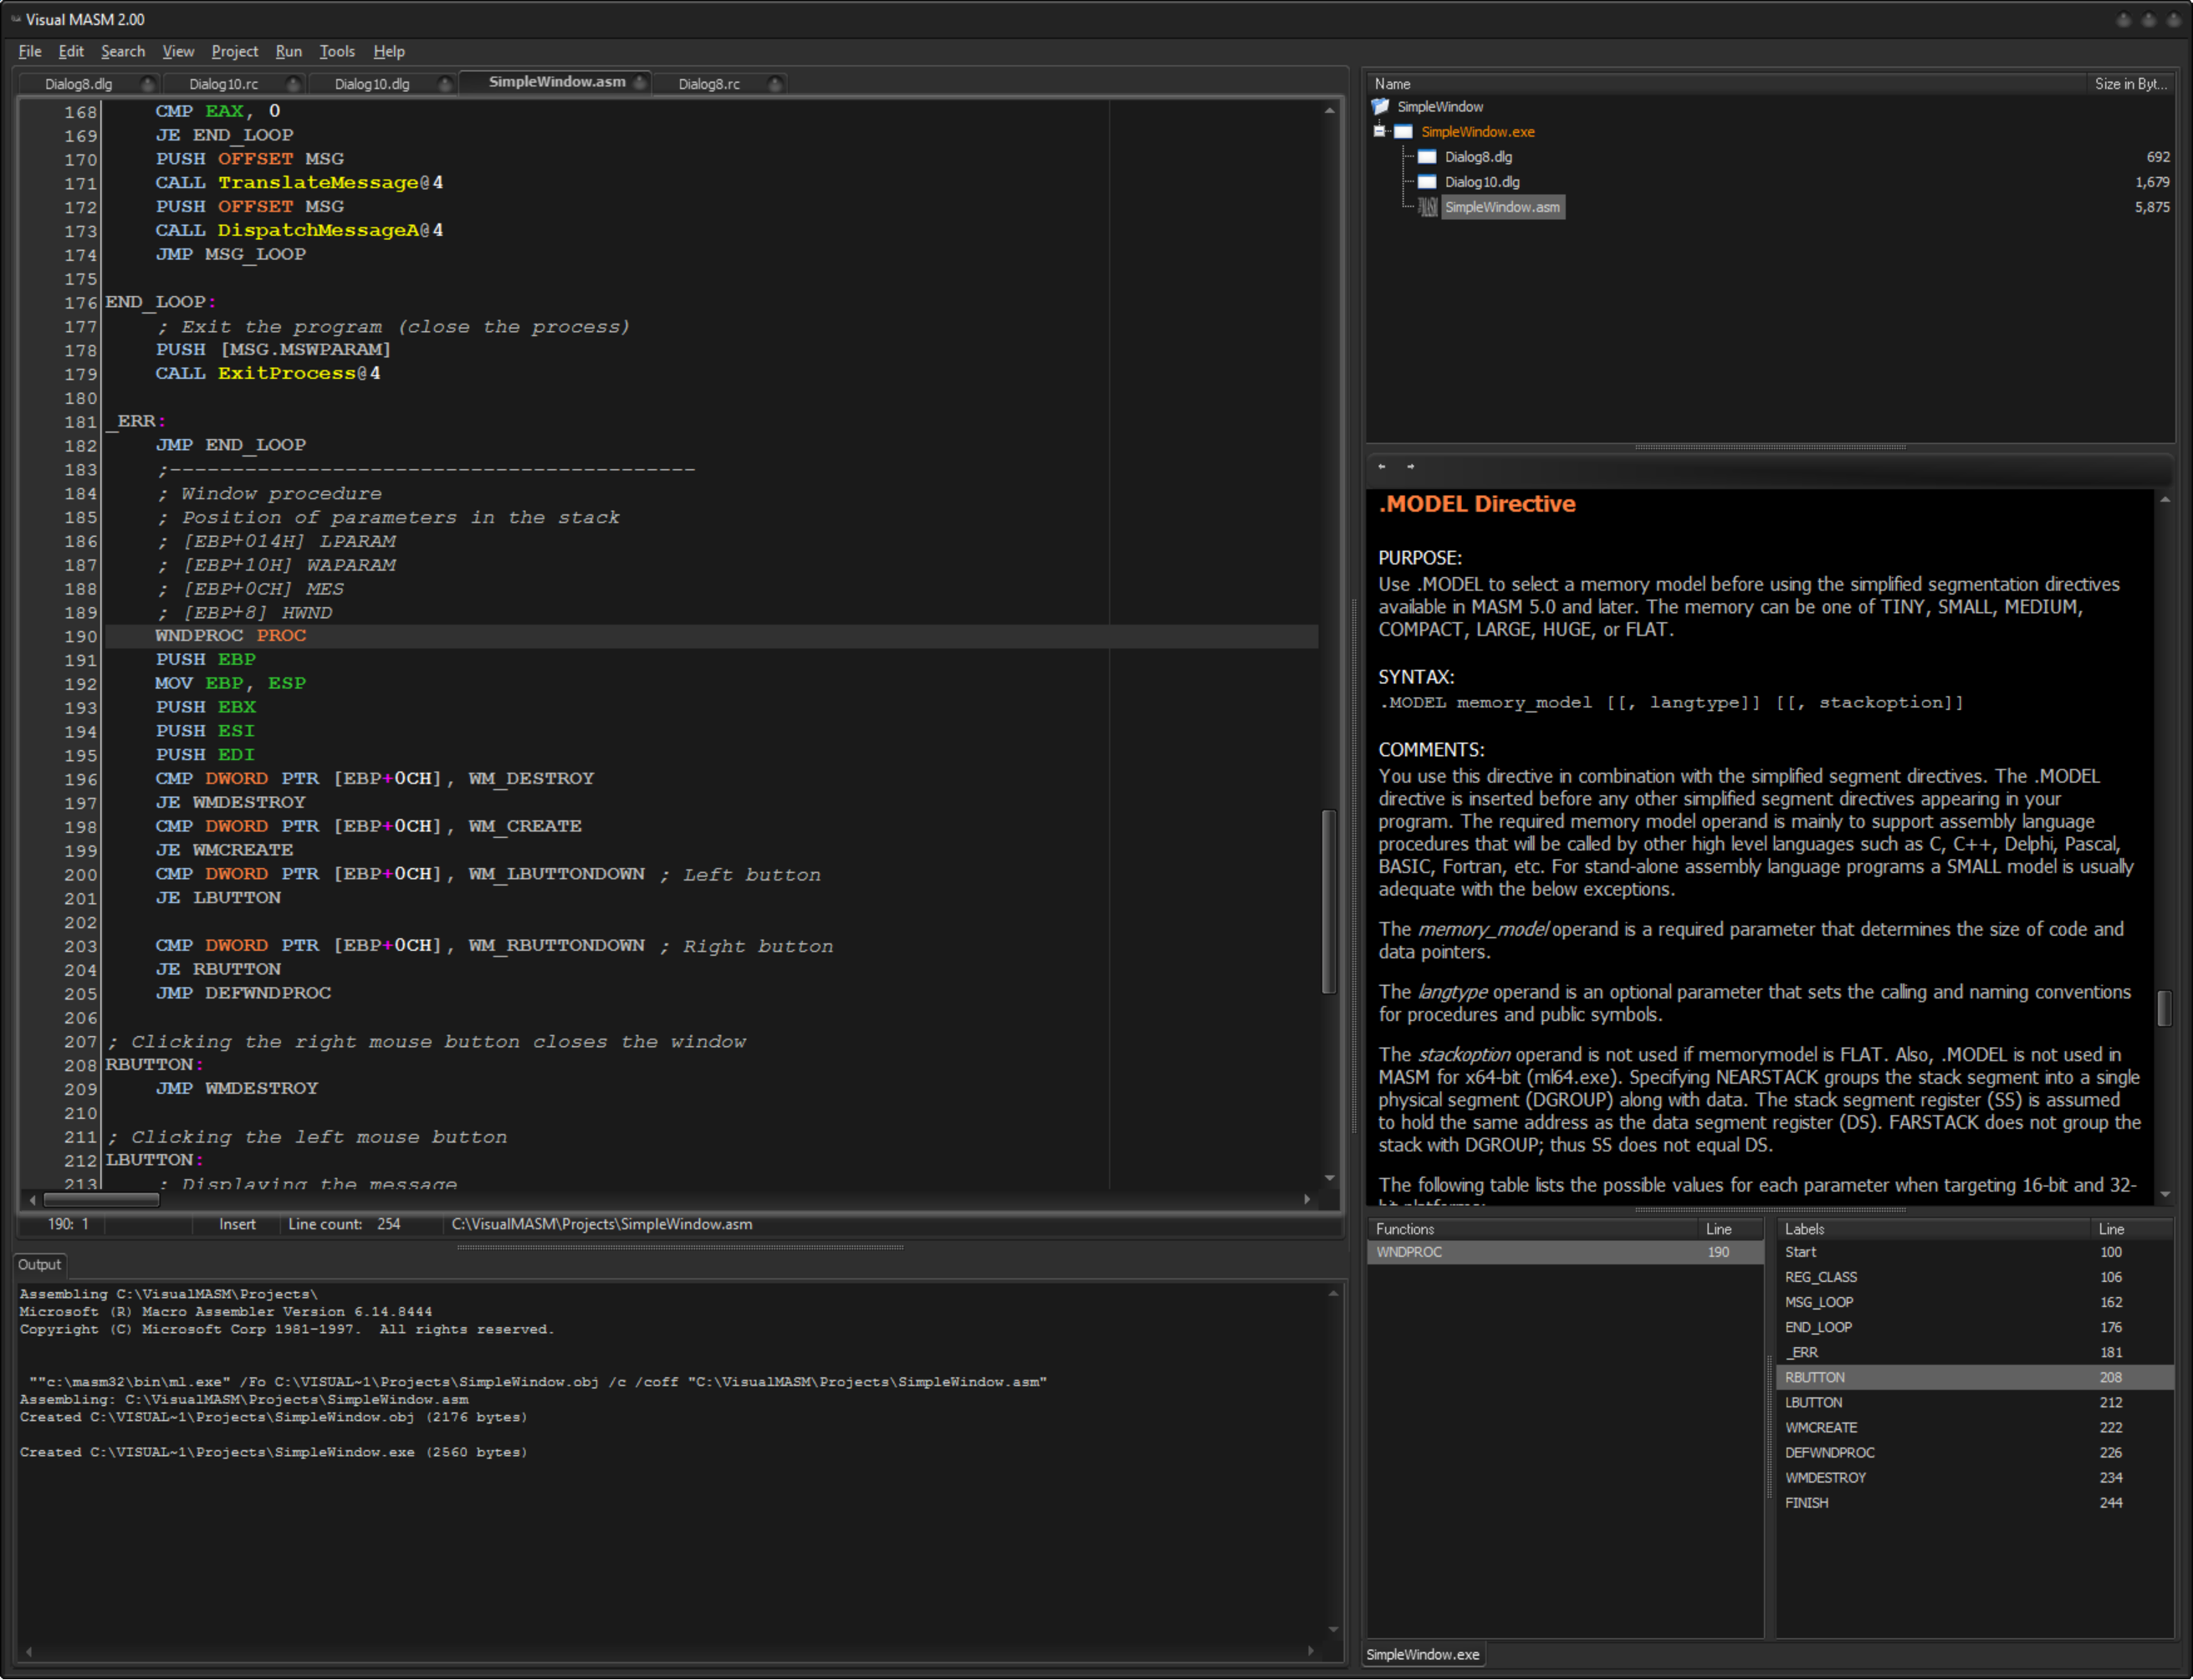 Visual MASM 2.00
File Edit Search View Project Run Tools Help
Dialog8.dlg Dialog10.rc Dialog10.dlg SimpleWindow.asm Dialog8.rc
168 CMP EAX, 0
169 JE END_LOOP
170 PUSH OFFSET MSG
171 CALL TranslateMessage@4
172 PUSH OFFSET MSG
173 CALL DispatchMessageA@4
174 JMP MSG_LOOP
175
176 END_LOOP:
177 ; Exit the program (close the process)
178 PUSH [MSG.MSWPARAM]
179 CALL ExitProcess@4
180
181 _ERR:
182 JMP END_LOOP
183 ;------------------------------------------
184 ; Window procedure
185 ; Position of parameters in the stack
186 ; [EBP+014H] LPARAM
187 ; [EBP+10H] WAPARAM
188 ; [EBP+0CH] MES
189 ; [EBP+8] HWND
190 WNDPROC PROC
191 PUSH EBP
192 MOV EBP, ESP
193 PUSH EBX
194 PUSH ESI
195 PUSH EDI
196 CMP DWORD PTR [EBP+0CH], WM_DESTROY
197 JE WMDESTROY
198 CMP DWORD PTR [EBP+0CH], WM_CREATE
199 JE WMCREATE
200 CMP DWORD PTR [EBP+0CH], WM_LBUTTONDOWN ; Left button
201 JE LBUTTON
202
203 CMP DWORD PTR [EBP+0CH], WM_RBUTTONDOWN ; Right button
204 JE RBUTTON
205 JMP DEFWNDPROC
206
207 ; Clicking the right mouse button closes the window
208 RBUTTON:
209 JMP WMDESTROY
210
211 ; Clicking the left mouse button
212 LBUTTON:
213 ; Displaying the message
190: 1 Insert Line count: 254 C:\VisualMASM\Projects\SimpleWindow.asm
Output
Assembling C:\VisualMASM\Projects\
Microsoft (R) Macro Assembler Version 6.14.8444
Copyright (C) Microsoft Corp 1981-1997. All rights reserved.
""c:\masm32\bin\ml.exe" /Fo C:\VISUAL~1\Projects\SimpleWindow.obj /c /coff "C:\VisualMASM\Projects\SimpleWindow.asm"
Assembling: C:\VisualMASM\Projects\SimpleWindow.asm
Created C:\VISUAL~1\Projects\SimpleWindow.obj (2176 bytes)
Created C:\VISUAL~1\Projects\SimpleWindow.exe (2560 bytes)
Name Size in Byt...
SimpleWindow
SimpleWindow.exe
Dialog8.dlg 692
Dialog10.dlg 1,679
SimpleWindow.asm 5,875
.MODEL Directive
PURPOSE:
Use .MODEL to select a memory model before using the simplified segmentation directives
available in MASM 5.0 and later. The memory can be one of TINY, SMALL, MEDIUM,
COMPACT, LARGE, HUGE, or FLAT.
SYNTAX:
.MODEL memory_model [[, langtype]] [[, stackoption]]
COMMENTS:
You use this directive in combination with the simplified segment directives. The .MODEL
directive is inserted before any other simplified segment directives appearing in your
program. The required memory model operand is mainly to support assembly language
procedures that will be called by other high level languages such as C, C++, Delphi, Pascal,
BASIC, Fortran, etc. For stand-alone assembly language programs a SMALL model is usually
adequate with the below exceptions.
The memory_model operand is a required parameter that determines the size of code and
data pointers.
The langtype operand is an optional parameter that sets the calling and naming conventions
for procedures and public symbols.
The stackoption operand is not used if memorymodel is FLAT. Also, .MODEL is not used in
MASM for x64-bit (ml64.exe). Specifying NEARSTACK groups the stack segment into a single
physical segment (DGROUP) along with data. The stack segment register (SS) is assumed
to hold the same address as the data segment register (DS). FARSTACK does not group the
stack with DGROUP; thus SS does not equal DS.
The following table lists the possible values for each parameter when targeting 16-bit and 32-
bit platforms:
Functions Line
WNDPROC 190
Labels Line
Start 100
REG_CLASS 106
MSG_LOOP 162
END_LOOP 176
_ERR 181
RBUTTON 208
LBUTTON 212
WMCREATE 222
DEFWNDPROC 226
WMDESTROY 234
FINISH 244
SimpleWindow.exe